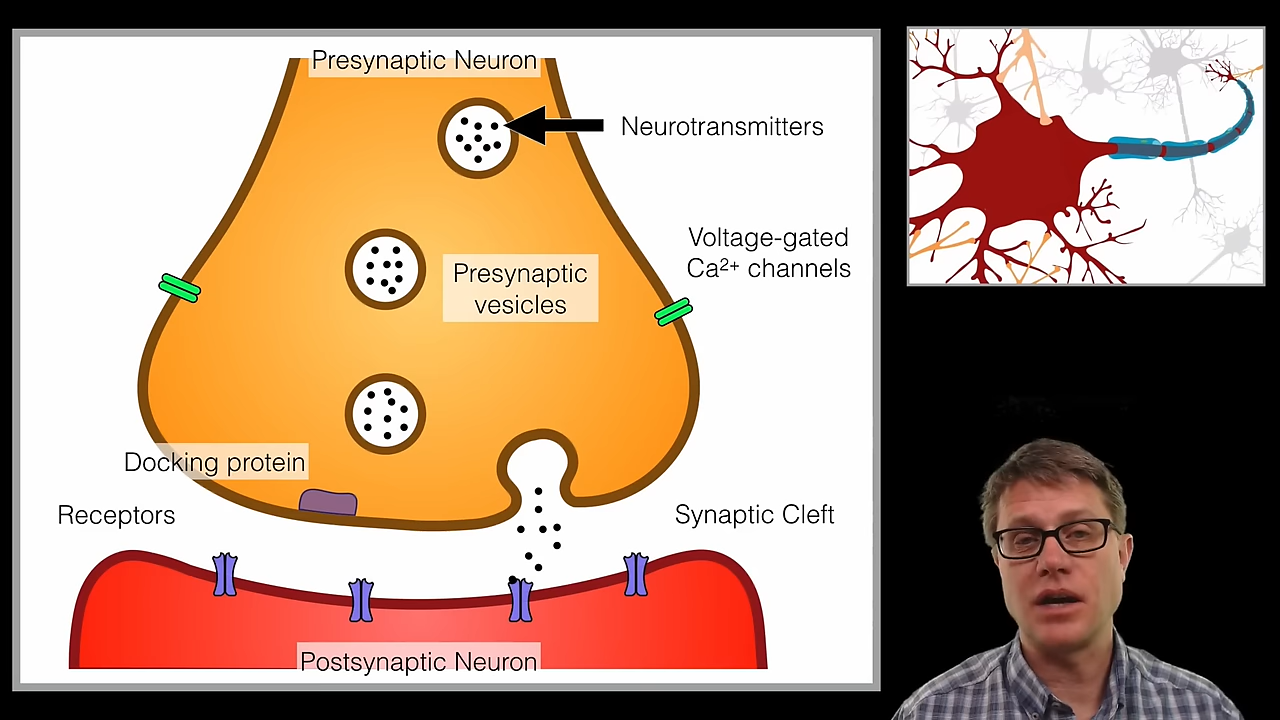 Presynaptic Neuron
Neurotransmitters
Voltage-gated
Ca²⁺ channels
Presynaptic
vesicles
Docking protein
Receptors
Synaptic Cleft
Postsynaptic Neuron